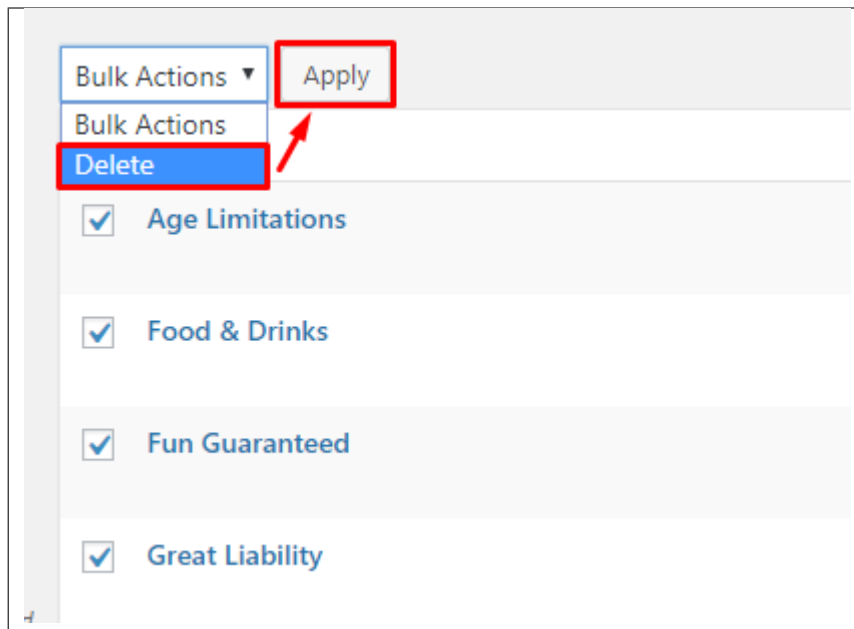 Bulk Actions Apply
Bulk Actions
Delete
Age Limitations
Food & Drinks
Fun Guaranteed
Great Liability